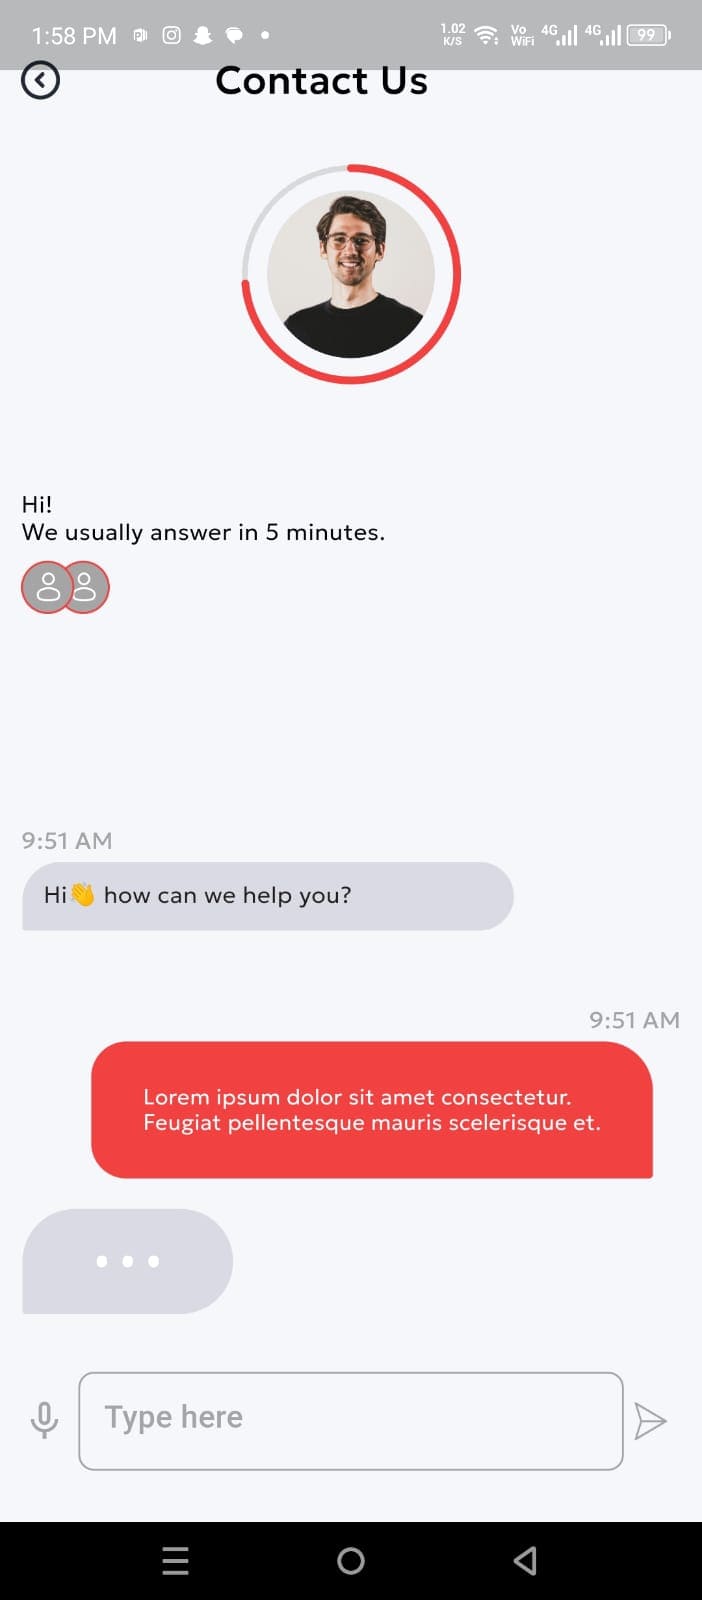 1:58 PM
1.02 K/S Vo WiFi 4G 4G 99
Contact Us
Hi!
We usually answer in 5 minutes.
9:51 AM
Hi👋 how can we help you?
9:51 AM
Lorem ipsum dolor sit amet consectetur.
Feugiat pellentesque mauris scelerisque et.
Type here